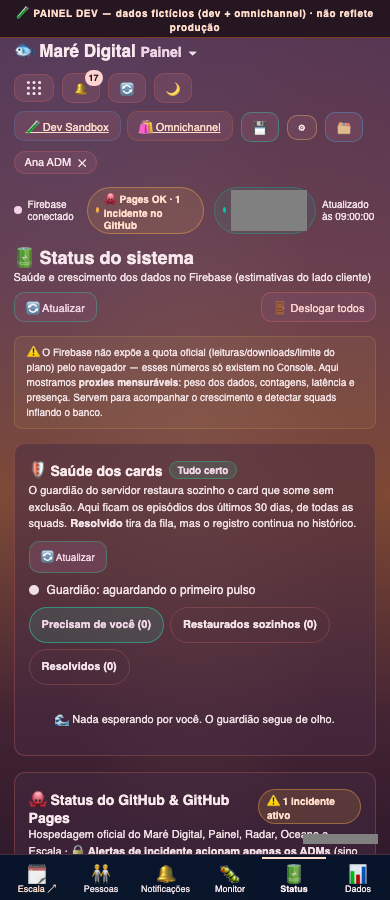 PAINEL DEV — dados fictícios (dev + omnichannel) · não reflete
produção
Maré Digital Painel
17
Dev Sandbox
Omnichannel
Ana ADM ×
Firebase
conectado
Pages OK · 1
incidente no
GitHub
Atualizado
às 09:00:00
Status do sistema
Saúde e crescimento dos dados no Firebase (estimativas do lado cliente)
Atualizar
Deslogar todos
O Firebase não expõe a quota oficial (leituras/downloads/limite do
plano) pelo navegador — esses números só existem no Console. Aqui
mostramos proxies mensuráveis: peso dos dados, contagens, latência e
presença. Servem para acompanhar o crescimento e detectar squads
inflando o banco.
Saúde dos cards
Tudo certo
O guardião do servidor restaura sozinho o card que some sem
exclusão. Aqui ficam os episódios dos últimos 30 dias, de todas as
squads. Resolvido tira da fila, mas o registro continua no histórico.
Atualizar
Guardião: aguardando o primeiro pulso
Precisam de você (0)
Restaurados sozinhos (0)
Resolvidos (0)
Nada esperando por você. O guardião segue de olho.
Status do GitHub & GitHub
Pages
1 incidente
ativo
Hospedagem oficial do Maré Digital, Painel, Radar,
Escala · Alertas de incidente acionam apenas os ADMs (sino
Escala ↗
Pessoas
Notificações
Monitor
Status
Dados